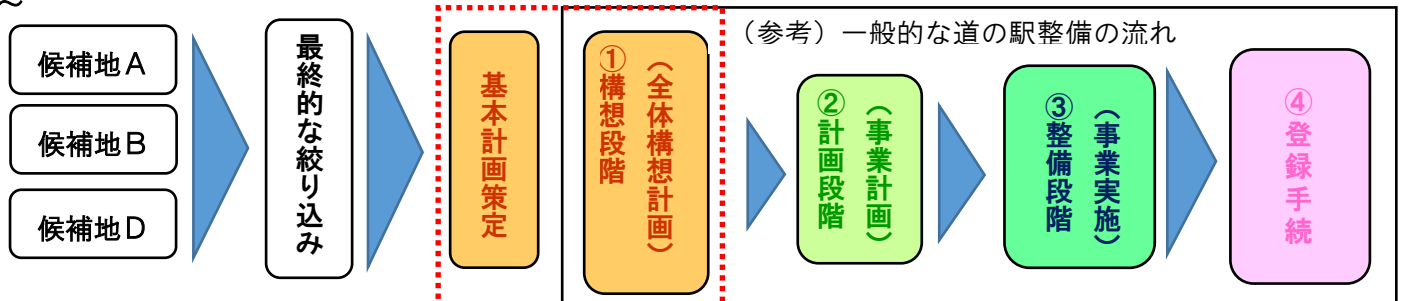 ～
候補地A
候補地B
候補地D
最終的な絞り込み
基本計画策定
（参考）一般的な道の駅整備の流れ
①構想段階
（全体構想計画）
②計画段階
（事業計画）
③整備段階
（事業実施）
④登録手続